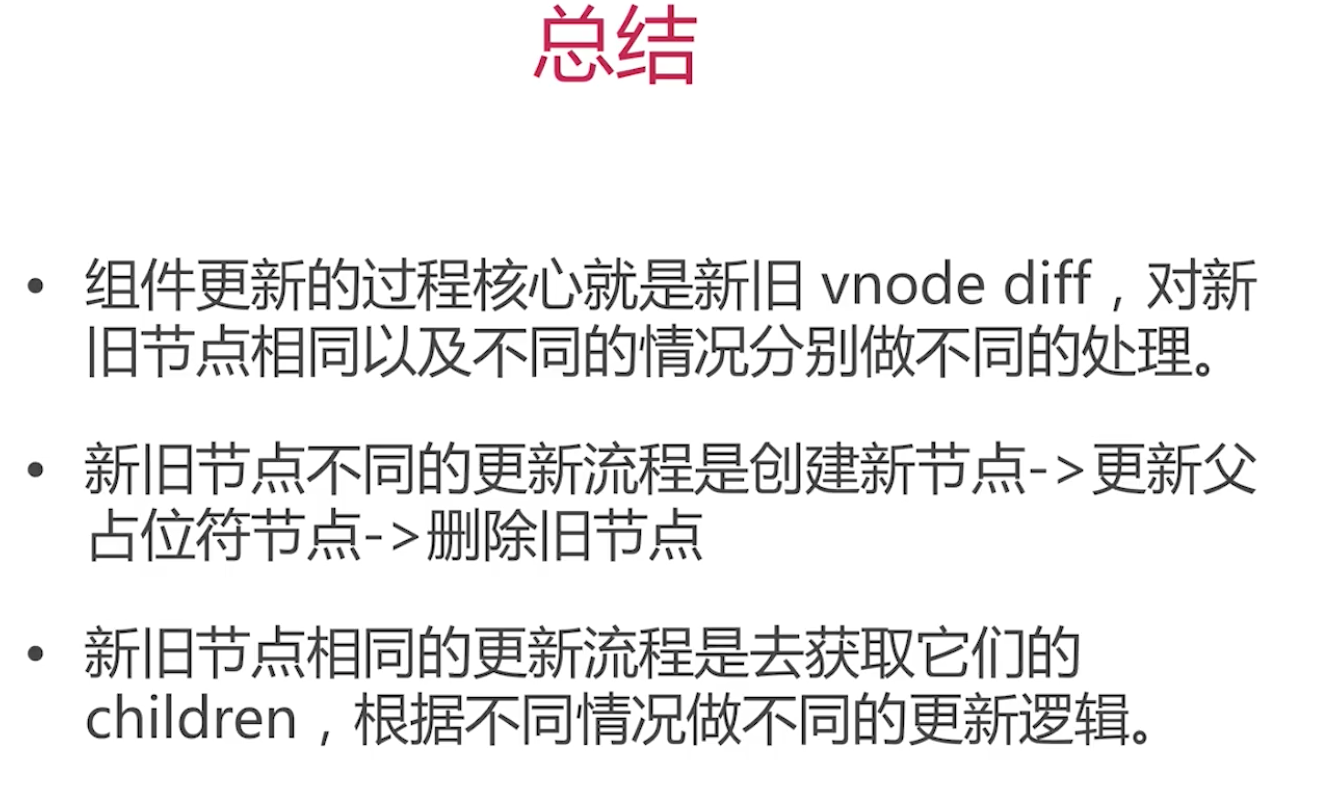 总结
• 组件更新的过程核心就是新旧 vnode diff，对新
旧节点相同以及不同的情况分别做不同的处理。
• 新旧节点不同的更新流程是创建新节点->更新父
占位符节点->删除旧节点
• 新旧节点相同的更新流程是去获取它们的
children，根据不同情况做不同的更新逻辑。